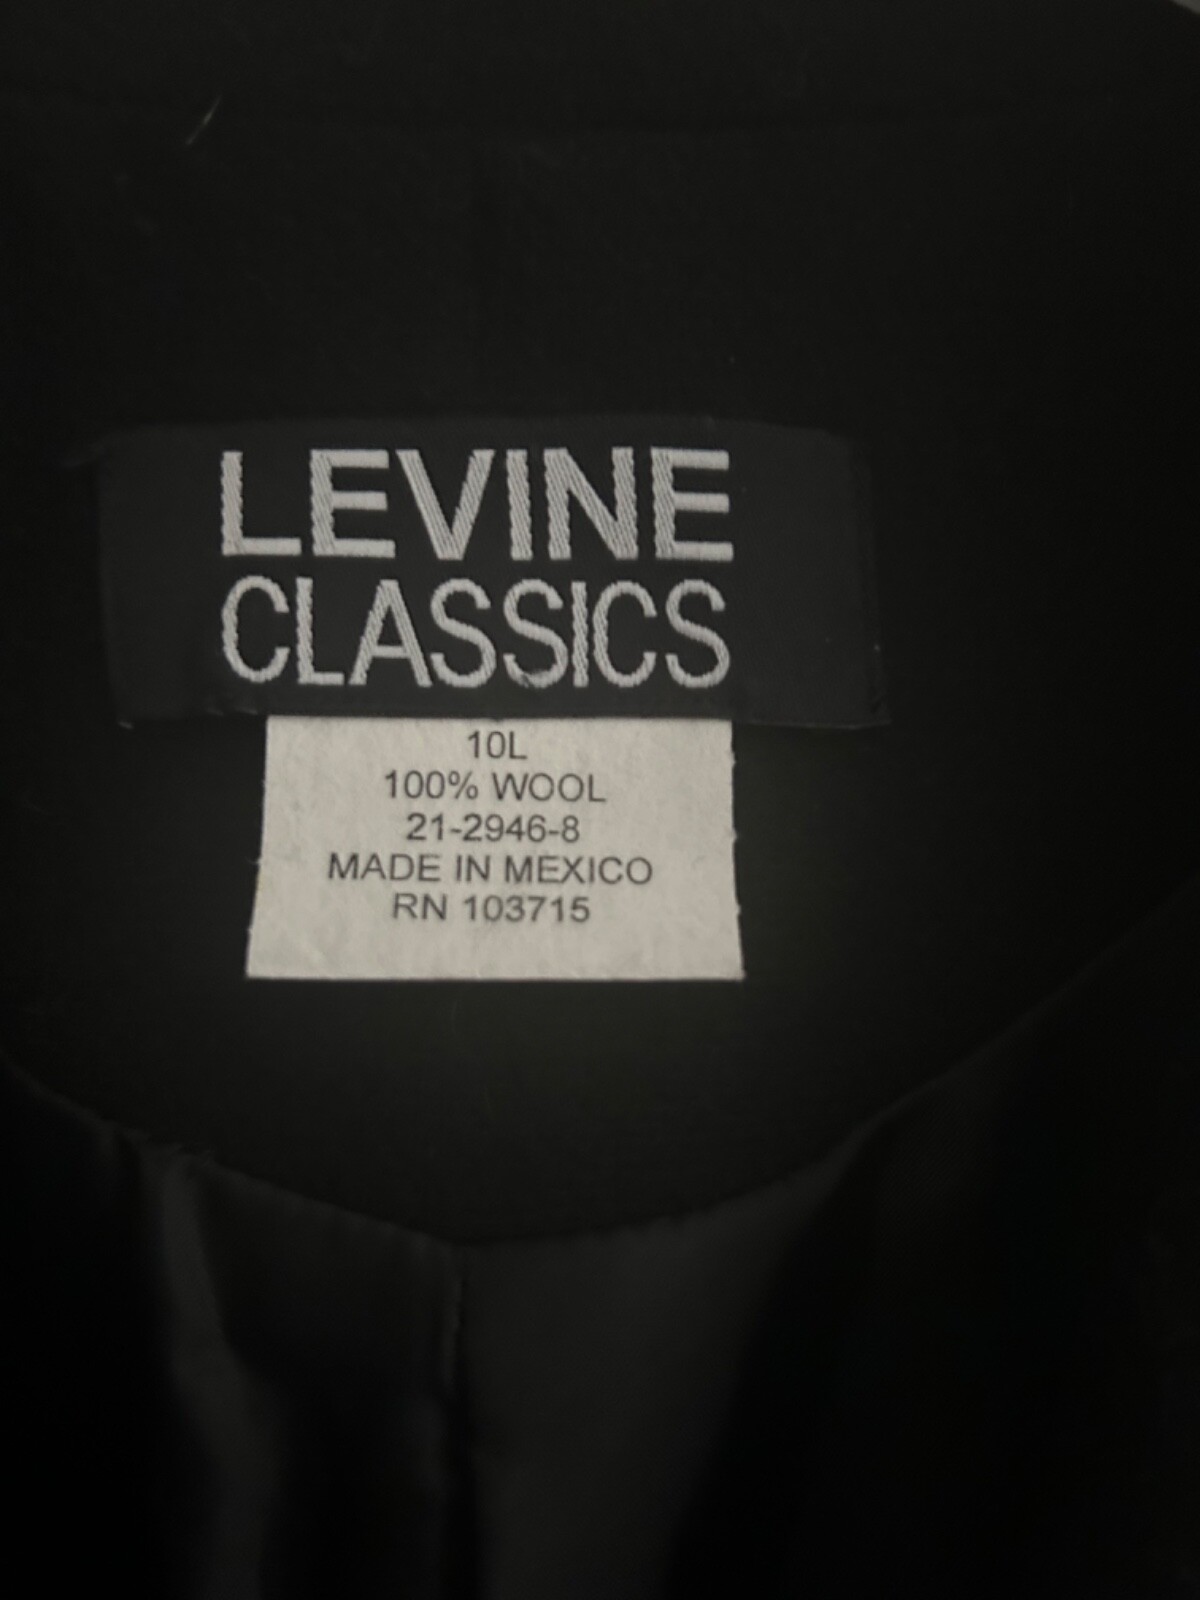 LEVINE
CLASSICS
10L
100% WOOL
21-2946-8
MADE IN MEXICO
RN 103715